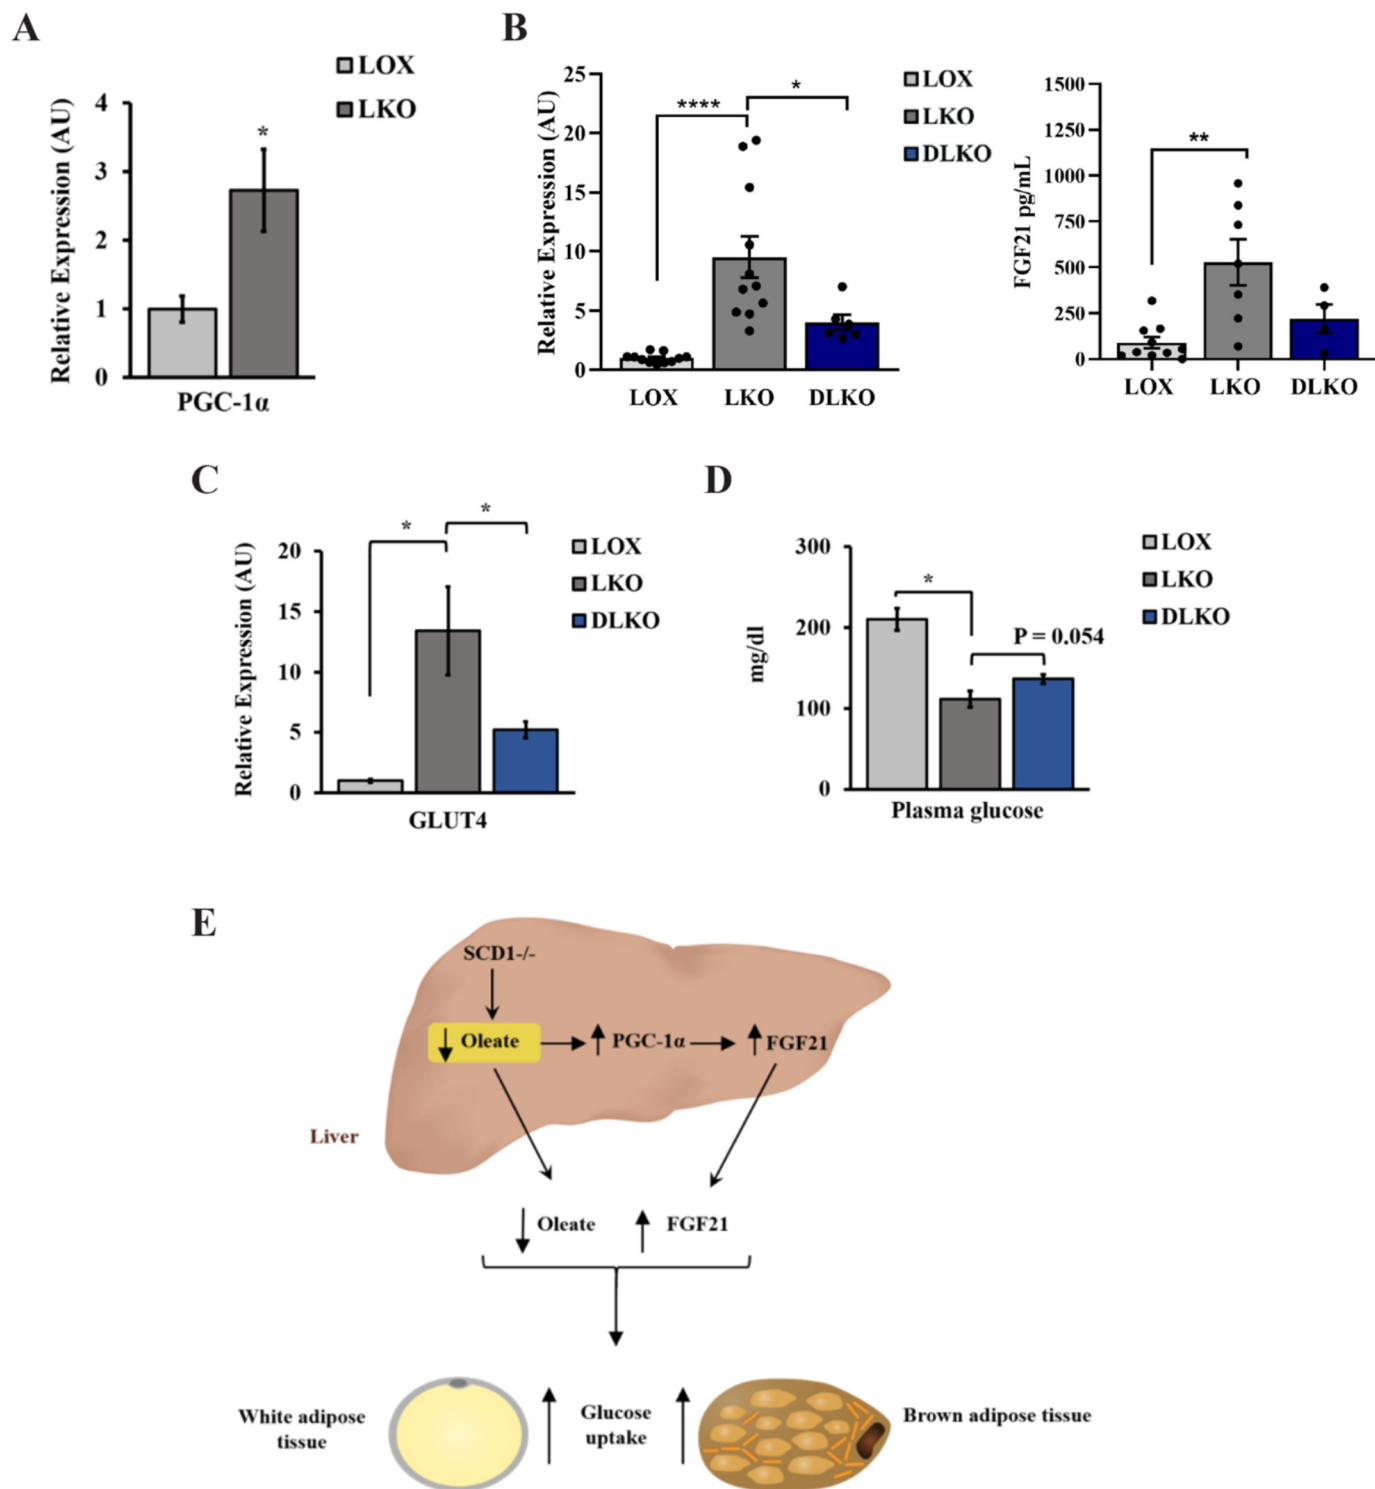 A
LOX
LKO
Relative Expression (AU)
4
3
2
1
0
*
PGC-1α
B
Relative Expression (AU)
25
20
15
10
5
0
****
*
LOX
LKO
DLKO
LOX
LKO
DLKO
FGF21 pg/mL
1500
1250
1000
750
500
250
0
**
LOX
LKO
DLKO
C
Relative Expression (AU)
20
15
10
5
0
*
*
LOX
LKO
DLKO
GLUT4
D
mg/dl
300
200
100
0
*
P = 0.054
LOX
LKO
DLKO
Plasma glucose
E
SCD1-/-
Oleate
PGC-1α
FGF21
Liver
Oleate
FGF21
White adipose
tissue
Glucose
uptake
Brown adipose tissue